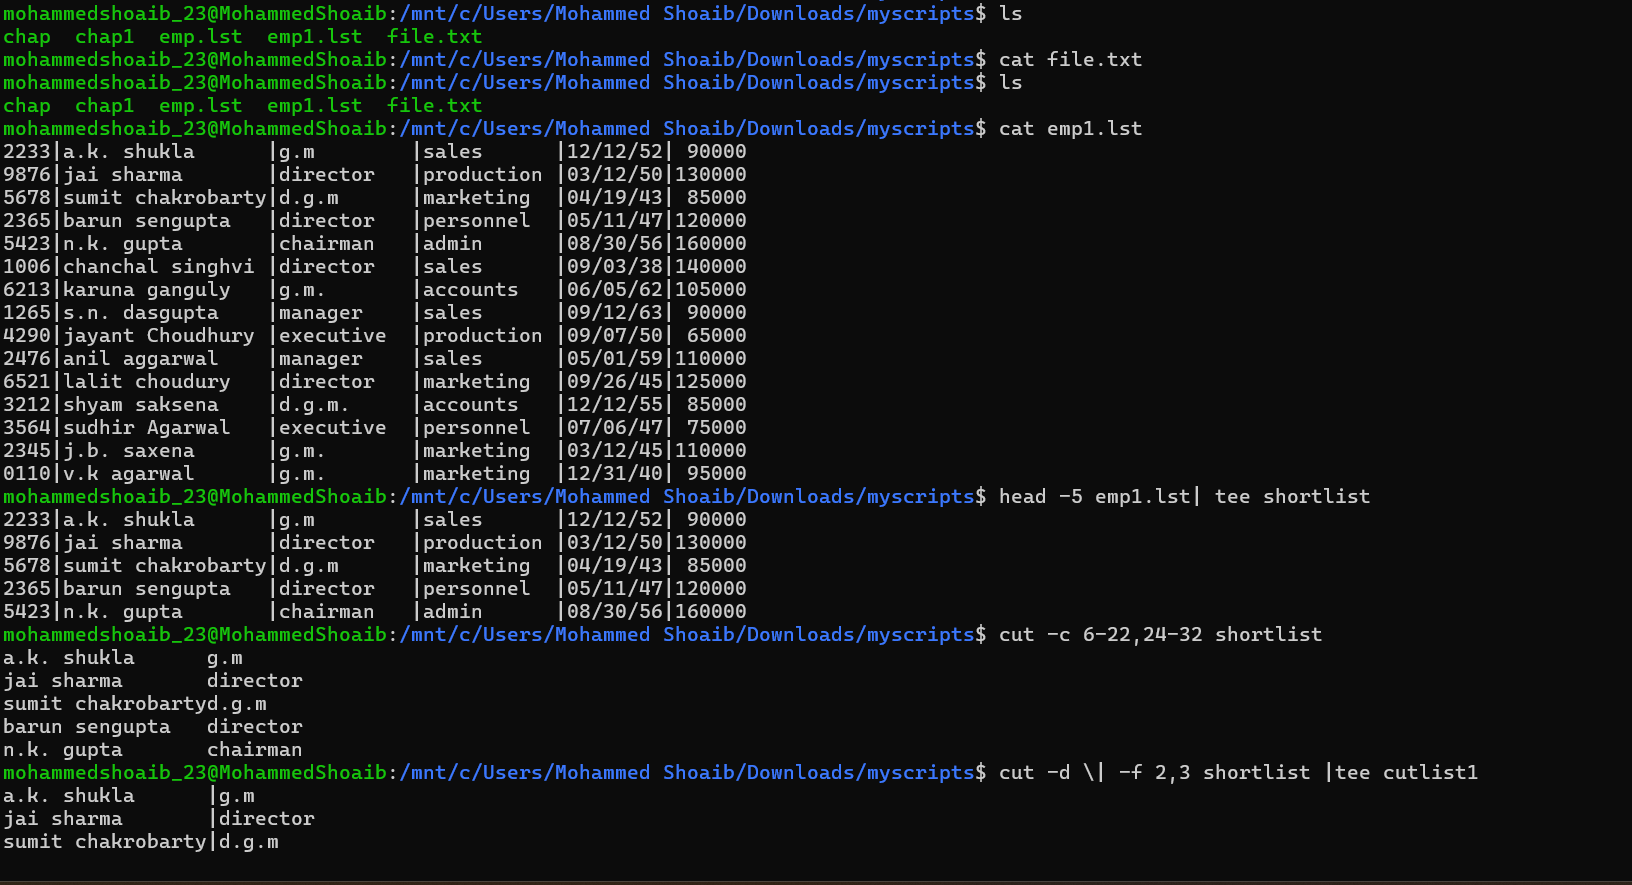 mohammedshoaib_23@MohammedShoaib:/mnt/c/Users/Mohammed Shoaib/Downloads/myscripts$ ls
chap  chap1  emp.lst  emp1.lst  file.txt
mohammedshoaib_23@MohammedShoaib:/mnt/c/Users/Mohammed Shoaib/Downloads/myscripts$ cat file.txt
mohammedshoaib_23@MohammedShoaib:/mnt/c/Users/Mohammed Shoaib/Downloads/myscripts$ ls
chap  chap1  emp.lst  emp1.lst  file.txt
mohammedshoaib_23@MohammedShoaib:/mnt/c/Users/Mohammed Shoaib/Downloads/myscripts$ cat emp1.lst
2233|a.k. shukla      |g.m        |sales      |12/12/52| 90000
9876|jai sharma       |director   |production |03/12/50|130000
5678|sumit chakrobarty|d.g.m      |marketing  |04/19/43| 85000
2365|barun sengupta   |director   |personnel  |05/11/47|120000
5423|n.k. gupta       |chairman   |admin      |08/30/56|160000
1006|chanchal singhvi |director   |sales      |09/03/38|140000
6213|karuna ganguly   |g.m.       |accounts   |06/05/62|105000
1265|s.n. dasgupta    |manager    |sales      |09/12/63| 90000
4290|jayant Choudhury |executive  |production |09/07/50| 65000
2476|anil aggarwal    |manager    |sales      |05/01/59|110000
6521|lalit choudury   |director   |marketing  |09/26/45|125000
3212|shyam saksena    |d.g.m.     |accounts   |12/12/55| 85000
3564|sudhir Agarwal   |executive  |personnel  |07/06/47| 75000
2345|j.b. saxena      |g.m.       |marketing  |03/12/45|110000
0110|v.k agarwal      |g.m.       |marketing  |12/31/40| 95000
mohammedshoaib_23@MohammedShoaib:/mnt/c/Users/Mohammed Shoaib/Downloads/myscripts$ head -5 emp1.lst| tee shortlist
2233|a.k. shukla      |g.m        |sales      |12/12/52| 90000
9876|jai sharma       |director   |production |03/12/50|130000
5678|sumit chakrobarty|d.g.m      |marketing  |04/19/43| 85000
2365|barun sengupta   |director   |personnel  |05/11/47|120000
5423|n.k. gupta       |chairman   |admin      |08/30/56|160000
mohammedshoaib_23@MohammedShoaib:/mnt/c/Users/Mohammed Shoaib/Downloads/myscripts$ cut -c 6-22,24-32 shortlist
a.k. shukla      g.m
jai sharma       director
sumit chakrobartyd.g.m
barun sengupta   director
n.k. gupta       chairman
mohammedshoaib_23@MohammedShoaib:/mnt/c/Users/Mohammed Shoaib/Downloads/myscripts$ cut -d \| -f 2,3 shortlist |tee cutlist1
a.k. shukla      |g.m
jai sharma       |director
sumit chakrobarty|d.g.m